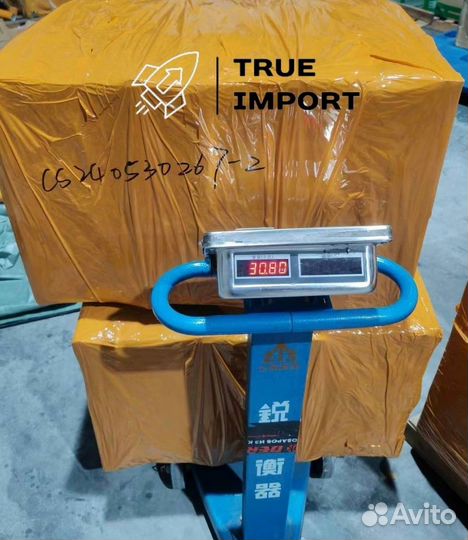 TRUE
IMPORT
CS240530267-2
30.80
銳
衡
器
Avito